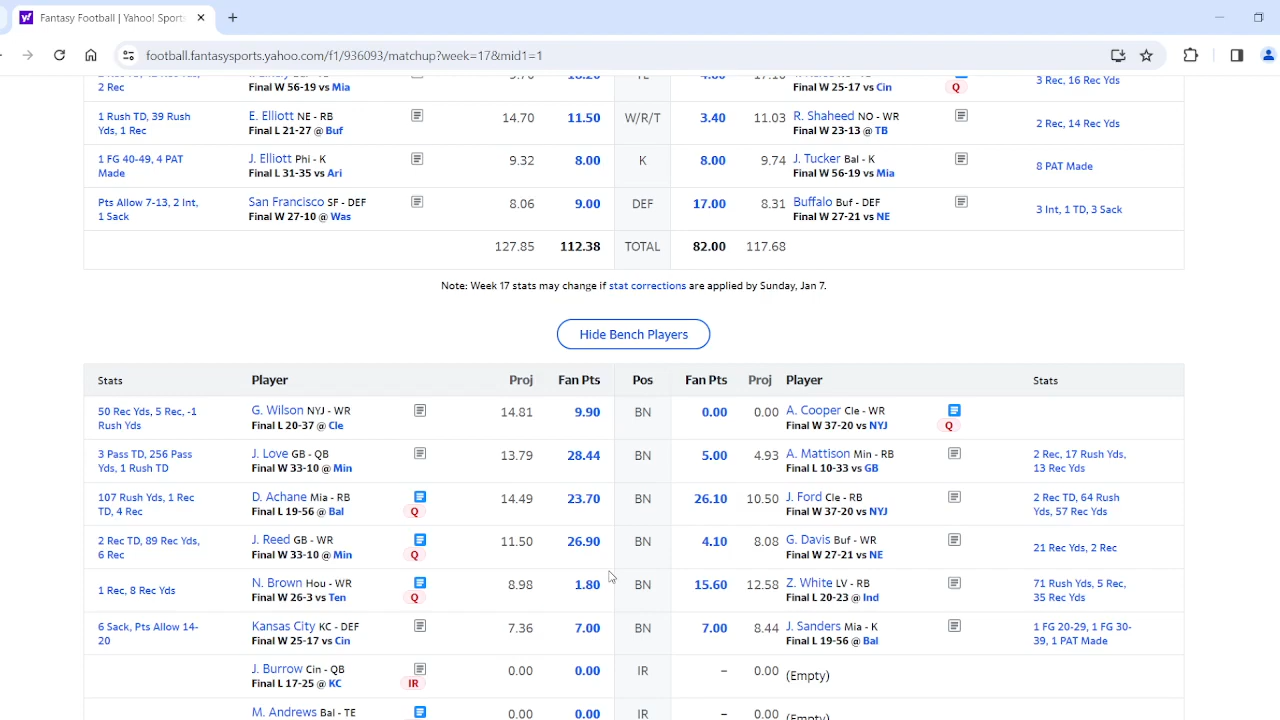 Fantasy Football | Yahoo! Sports
football.fantasysports.yahoo.com/f1/936093/matchup?week=17&mid1=1
2 Rec Final W 56-19 vs Mia Final W 25-17 vs Cin Q 3 Rec, 16 Rec Yds
1 Rush TD, 39 Rush Yds, 1 Rec E. Elliott NE - RB Final L 21-27 @ Buf 14.70 11.50 W/R/T 3.40 11.03 R. Shaheed NO - WR Final W 23-13 @ TB 2 Rec, 14 Rec Yds
1 FG 40-49, 4 PAT Made J. Elliott Phi - K Final L 31-35 vs Ari 9.32 8.00 K 8.00 9.74 J. Tucker Bal - K Final W 56-19 vs Mia 8 PAT Made
Pts Allow 7-13, 2 Int, 1 Sack San Francisco SF - DEF Final W 27-10 @ Was 8.06 9.00 DEF 17.00 8.31 Buffalo Buf - DEF Final W 27-21 vs NE 3 Int, 1 TD, 3 Sack
127.85 112.38 TOTAL 82.00 117.68
Note: Week 17 stats may change if stat corrections are applied by Sunday, Jan 7.
Hide Bench Players
Stats Player Proj Fan Pts Pos Fan Pts Proj Player Stats
50 Rec Yds, 5 Rec, -1 Rush Yds G. Wilson NYJ - WR Final L 20-37 @ Cle 14.81 9.90 BN 0.00 0.00 A. Cooper Cle - WR Final W 37-20 vs NYJ Q
3 Pass TD, 256 Pass Yds, 1 Rush TD J. Love GB - QB Final W 33-10 @ Min 13.79 28.44 BN 5.00 4.93 A. Mattison Min - RB Final L 10-33 vs GB 2 Rec, 17 Rush Yds, 13 Rec Yds
107 Rush Yds, 1 Rec TD, 4 Rec D. Achane Mia - RB Final L 19-56 @ Bal Q 14.49 23.70 BN 26.10 10.50 J. Ford Cle - RB Final W 37-20 vs NYJ 2 Rec TD, 64 Rush Yds, 57 Rec Yds
2 Rec TD, 89 Rec Yds, 6 Rec J. Reed GB - WR Final W 33-10 @ Min Q 11.50 26.90 BN 4.10 8.08 G. Davis Buf - WR Final W 27-21 vs NE 21 Rec Yds, 2 Rec
1 Rec, 8 Rec Yds N. Brown Hou - WR Final W 26-3 vs Ten Q 8.98 1.80 BN 15.60 12.58 Z. White LV - RB Final L 20-23 @ Ind 71 Rush Yds, 5 Rec, 35 Rec Yds
6 Sack, Pts Allow 14-20 Kansas City KC - DEF Final W 25-17 vs Cin 7.36 7.00 BN 7.00 8.44 J. Sanders Mia - K Final L 19-56 @ Bal 1 FG 20-29, 1 FG 30-39, 1 PAT Made
J. Burrow Cin - QB Final L 17-25 @ KC IR 0.00 0.00 IR – 0.00 (Empty)
M. Andrews Bal - TE 0.00 0.00 IR – 0.00 (Empty)